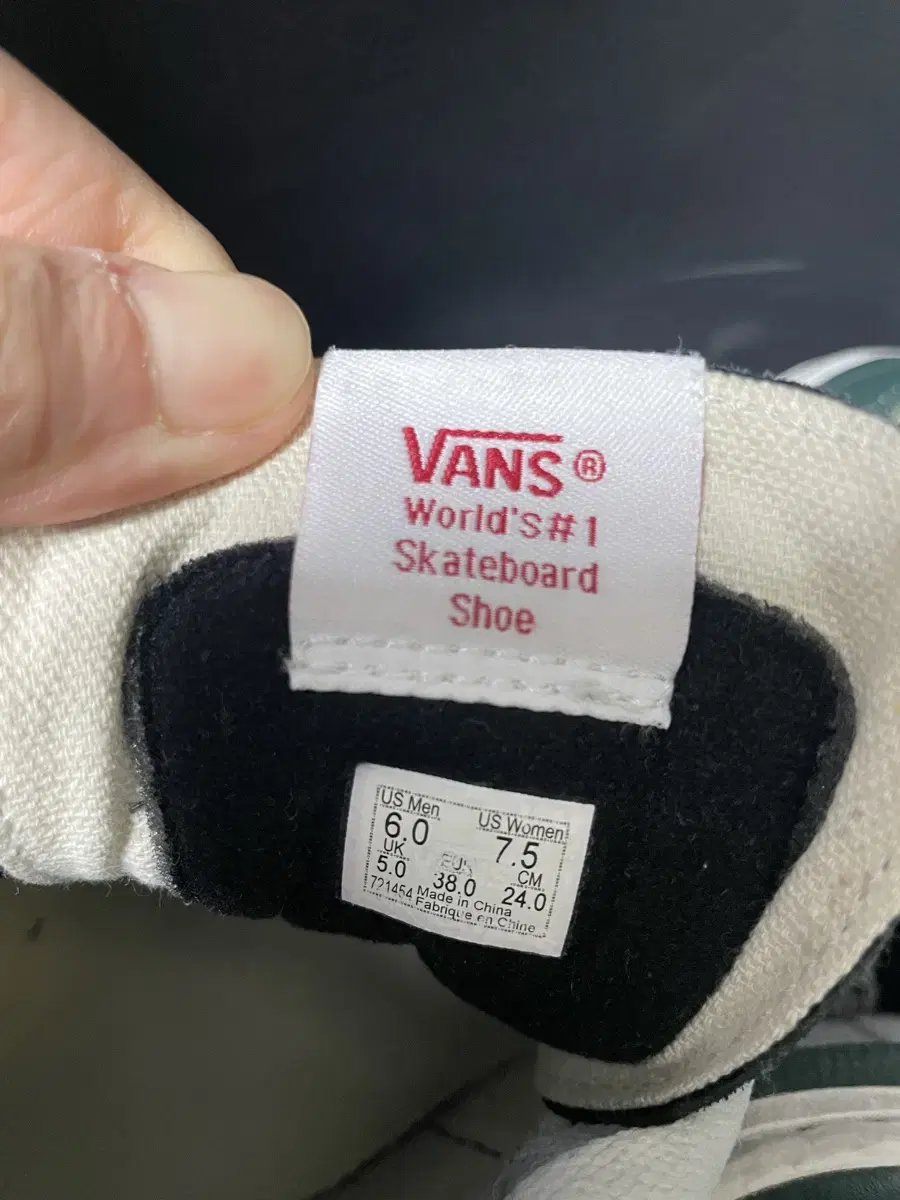 VANS®
World's #1
Skateboard
Shoe
US Men US Women
6.0 7.5
UK EUR CM
5.0 38.0 24.0
721454 Made in China
Fabriqué en Chine